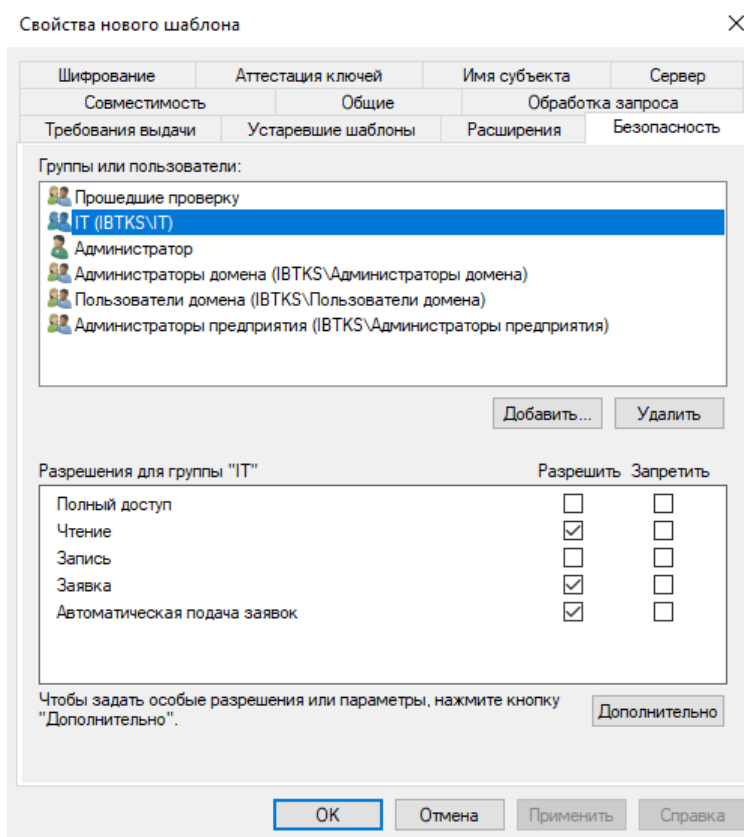 Свойства нового шаблона
Шифрование Аттестация ключей Имя субъекта Сервер
Совместимость Общие Обработка запроса
Требования выдачи Устаревшие шаблоны Расширения Безопасность
Группы или пользователи:
Прошедшие проверку
IT (IBTKS\IT)
Администратор
Администраторы домена (IBTKS\Администраторы домена)
Пользователи домена (IBTKS\Пользователи домена)
Администраторы предприятия (IBTKS\Администраторы предприятия)
Добавить... Удалить
Разрешения для группы "IT" Разрешить Запретить
Полный доступ
Чтение
Запись
Заявка
Автоматическая подача заявок
Чтобы задать особые разрешения или параметры, нажмите кнопку
"Дополнительно".
Дополнительно
OK Отмена Применить Справка